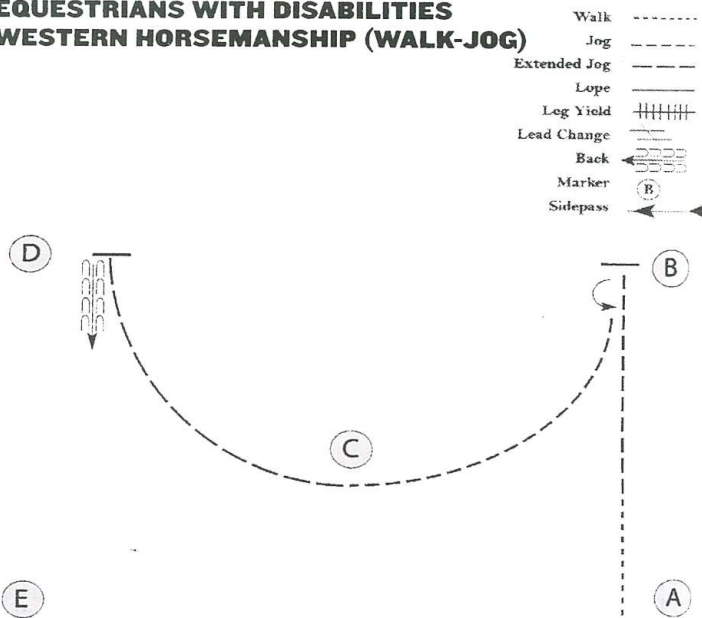 EQUESTRIANS WITH DISABILITIES
WESTERN HORSEMANSHIP (WALK-JOG)
Walk
Jog
Extended Jog
Lope
Leg Yield
Lead Change
Back
Marker B
Sidepass
D
B
C
E
A